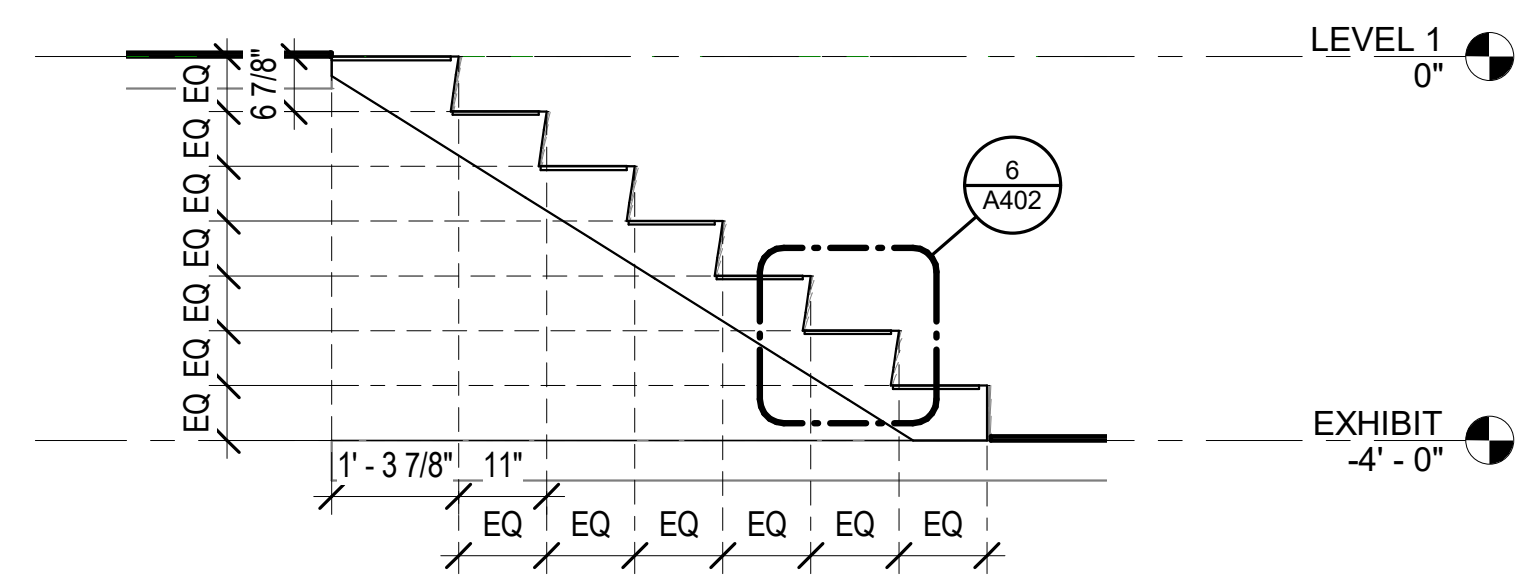 LEVEL 1
0"
EQ
6 7/8"
EQ
EQ
EQ
EQ
EQ
EQ
6
A402
EXHIBIT
-4' - 0"
1' - 3 7/8"
11"
EQ EQ EQ EQ EQ EQ